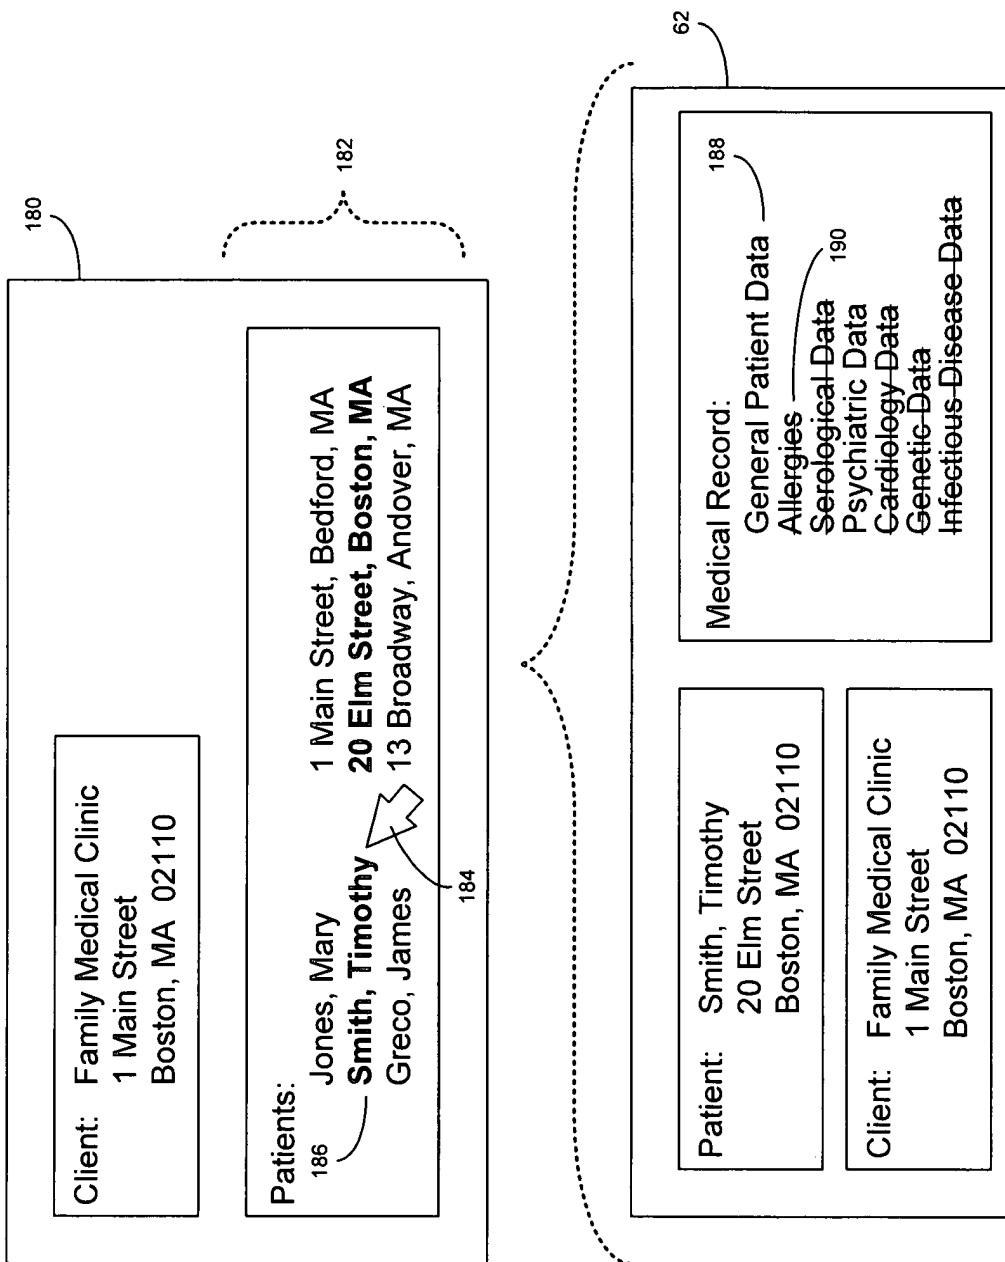 180
Client: Family Medical Clinic
1 Main Street
Boston, MA 02110
182
Patients:
Jones, Mary 1 Main Street, Bedford, MA
186
Smith, Timothy 20 Elm Street, Boston, MA
Greco, James 13 Broadway, Andover, MA
184
62
Patient: Smith, Timothy
20 Elm Street
Boston, MA 02110
Client: Family Medical Clinic
1 Main Street
Boston, MA 02110
Medical Record:
188
General Patient Data
Allergies
190
Serological Data
Psychiatric Data
Cardiology Data
Genetic Data
Infectious Disease Data